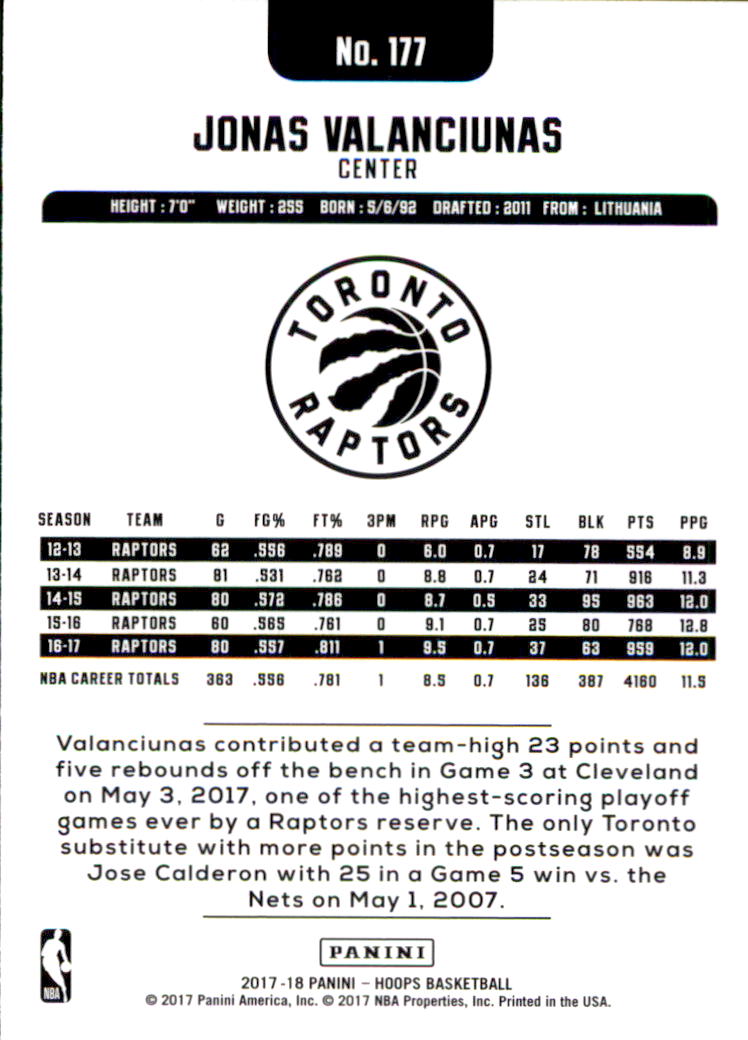 No. 177
JONAS VALANCIUNAS
CENTER
HEIGHT : 7'0" WEIGHT : 255 BORN : 5/6/92 DRAFTED : 2011 FROM : LITHUANIA
TORONTO
RAPTORS
SEASON TEAM G FG% FT% 3PM RPG APG STL BLK PTS PPG
12-13 RAPTORS 62 .556 .789 0 6.0 0.7 17 78 554 8.9
13-14 RAPTORS 81 .531 .762 0 8.8 0.7 24 71 916 11.3
14-15 RAPTORS 80 .572 .786 0 8.7 0.5 33 95 963 12.0
15-16 RAPTORS 60 .565 .761 0 9.1 0.7 25 80 768 12.8
16-17 RAPTORS 80 .557 .811 1 9.5 0.7 37 63 959 12.0
NBA CAREER TOTALS 363 .556 .781 1 8.5 0.7 136 387 4160 11.5
Valanciunas contributed a team-high 23 points and
five rebounds off the bench in Game 3 at Cleveland
on May 3, 2017, one of the highest-scoring playoff
games ever by a Raptors reserve. The only Toronto
substitute with more points in the postseason was
Jose Calderon with 25 in a Game 5 win vs. the
Nets on May 1, 2007.
NBA
PANINI
2017-18 PANINI – HOOPS BASKETBALL
© 2017 Panini America, Inc. © 2017 NBA Properties, Inc. Printed in the USA.